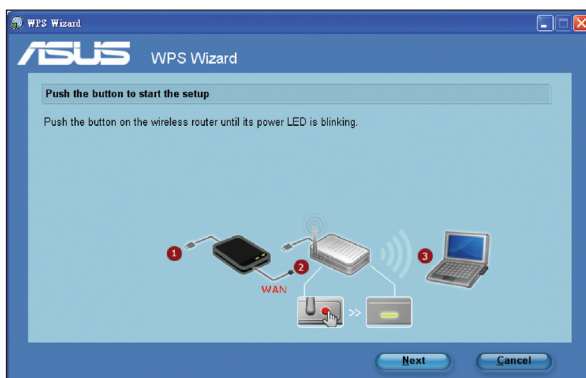 WPS Wizard
ASUS WPS Wizard
Push the button to start the setup
Push the button on the wireless router until its power LED is blinking.
1
2
3
WAN
>>
Next
Cancel